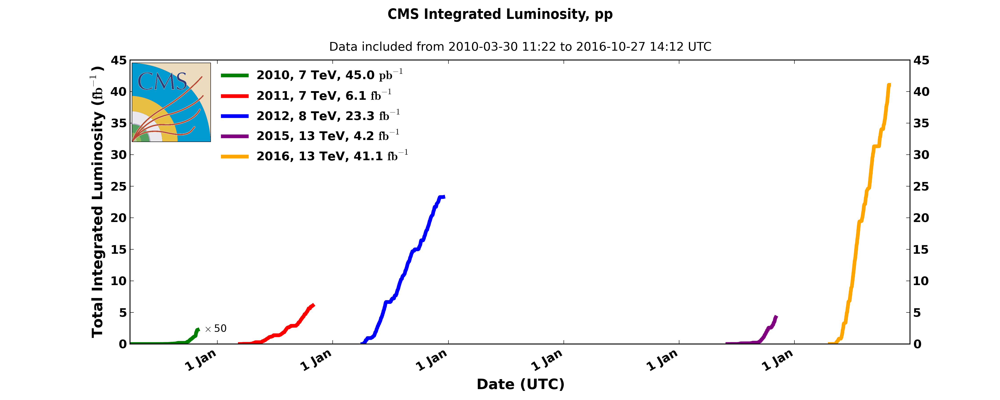 CMS Integrated Luminosity, pp
Data included from 2010-03-30 11:22 to 2016-10-27 14:12 UTC
CMS
2010, 7 TeV, 45.0 pb⁻¹
2011, 7 TeV, 6.1 fb⁻¹
2012, 8 TeV, 23.3 fb⁻¹
2015, 13 TeV, 4.2 fb⁻¹
2016, 13 TeV, 41.1 fb⁻¹
Total Integrated Luminosity (fb⁻¹)
45 45
40 40
35 35
30 30
25 25
20 20
15 15
10 10
5 5
× 50
0 0
1 Jan 1 Jan 1 Jan 1 Jan 1 Jan 1 Jan
Date (UTC)